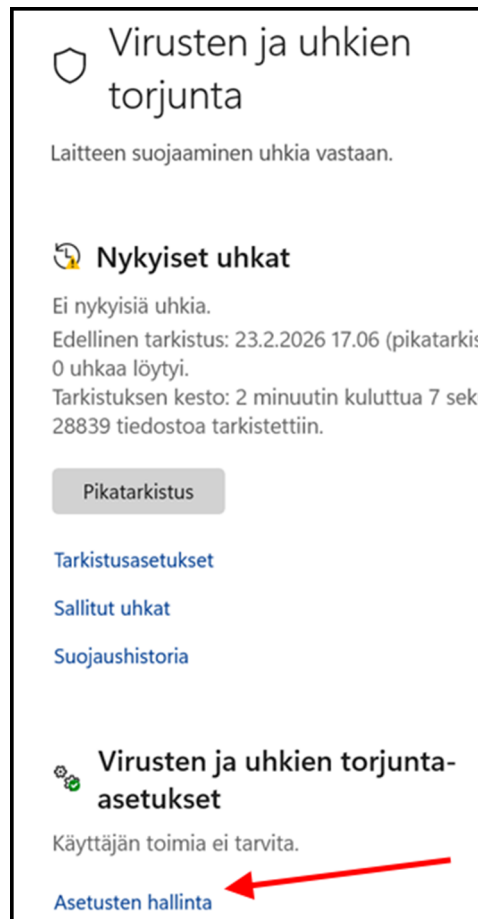 Virusten ja uhkien
torjunta
Laitteen suojaaminen uhkia vastaan.
Nykyiset uhkat
Ei nykyisiä uhkia.
Edellinen tarkistus: 23.2.2026 17.06 (pikatarkis
0 uhkaa löytyi.
Tarkistuksen kesto: 2 minuutin kuluttua 7 sek
28839 tiedostoa tarkistettiin.
Pikatarkistus
Tarkistusasetukset
Sallitut uhkat
Suojaushistoria
Virusten ja uhkien torjunta-
asetukset
Käyttäjän toimia ei tarvita.
Asetusten hallinta